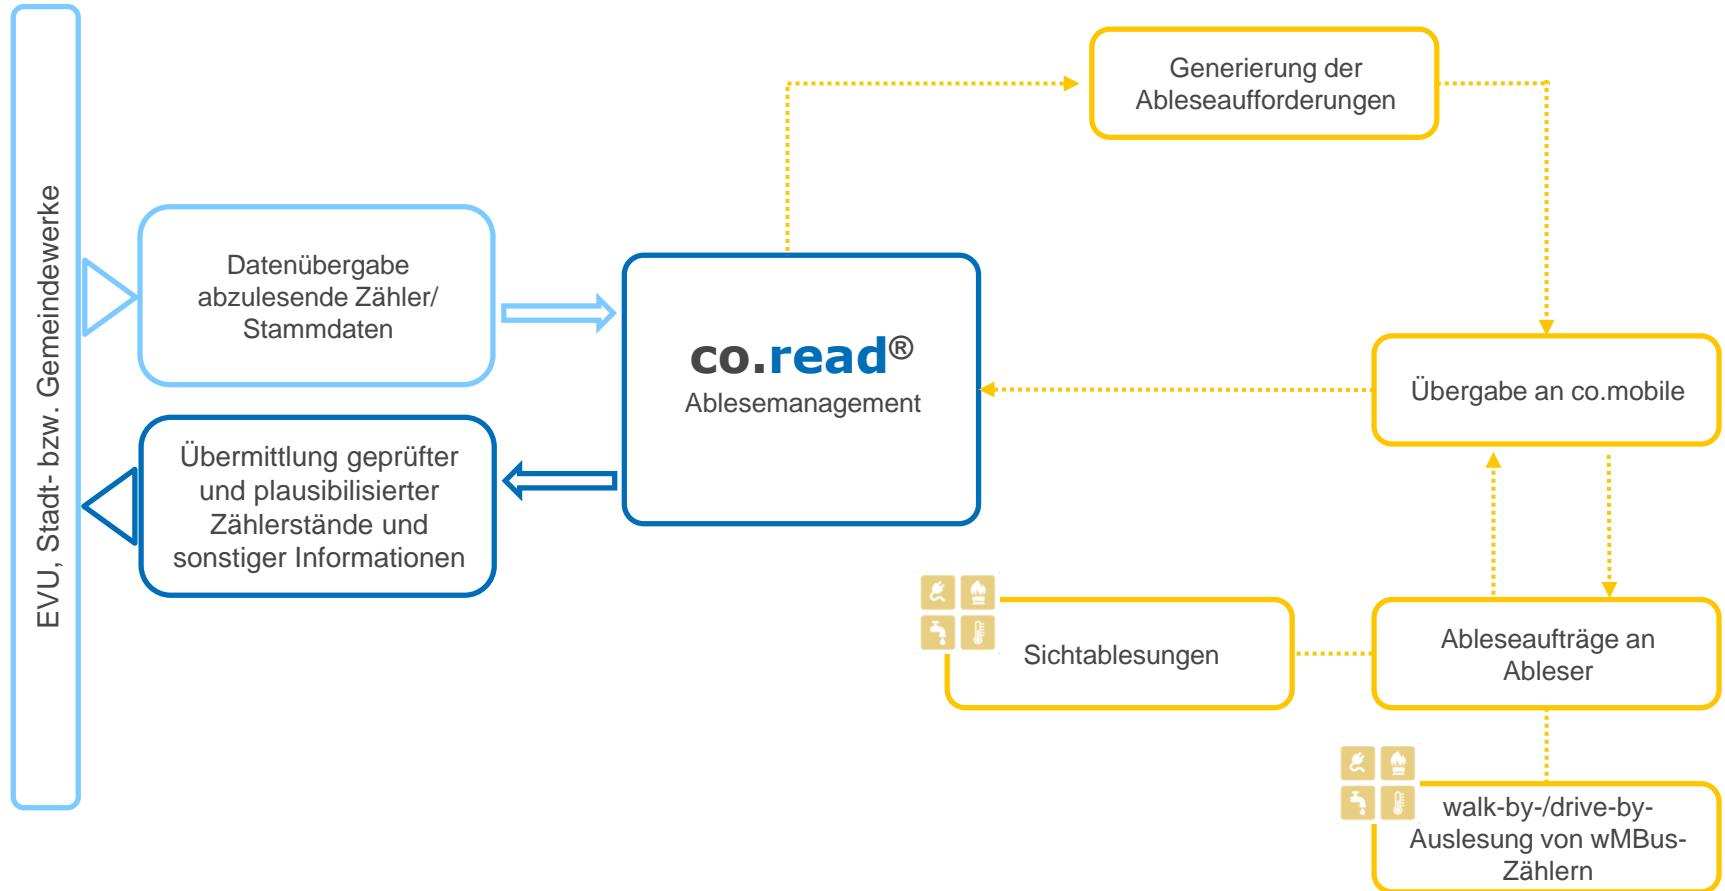 EVU, Stadt- bzw. Gemeindewerke
Datenübergabe
abzulesende Zähler/
Stammdaten
Übermittlung geprüfter
und plausibilisierter
Zählerstände und
sonstiger Informationen
co.read®
Ablesemanagement
Generierung der
Ableseaufforderungen
Übergabe an co.mobile
Sichtablesungen
Ableseaufträge an
Ableser
walk-by-/drive-by-
Auslesung von wMBus-
Zählern